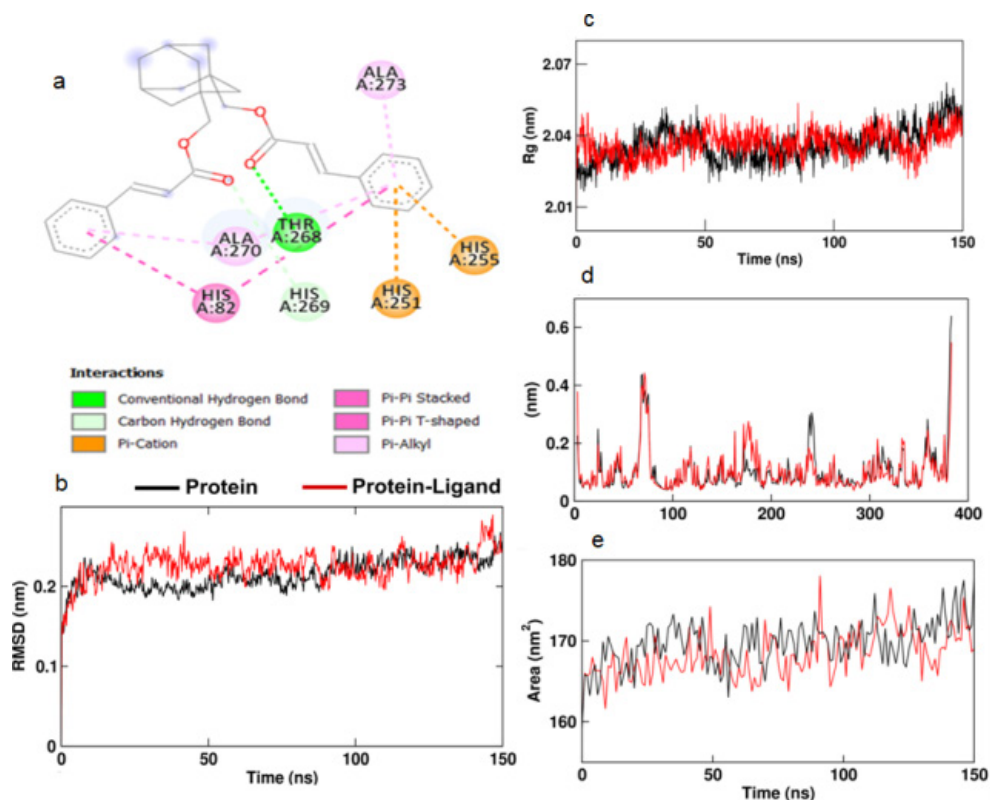 a
O
O
O
O
ALA
A:273
ALA
A:270
THR
A:268
HIS
A:255
HIS
A:82
HIS
A:269
HIS
A:251
Interactions
Conventional Hydrogen Bond
Carbon Hydrogen Bond
Pi-Cation
Pi-Pi Stacked
Pi-Pi T-shaped
Pi-Alkyl
b
Protein
Protein-Ligand
RMSD (nm)
0.2
0.1
0
0 50 100 150
Time (ns)
c
Rg (nm)
2.07
2.04
2.01
0 50 100 150
Time (ns)
d
(nm)
0.6
0.4
0.2
0
0 100 200 300 400
e
Area (nm²)
180
170
160
0 50 100 150
Time (ns)